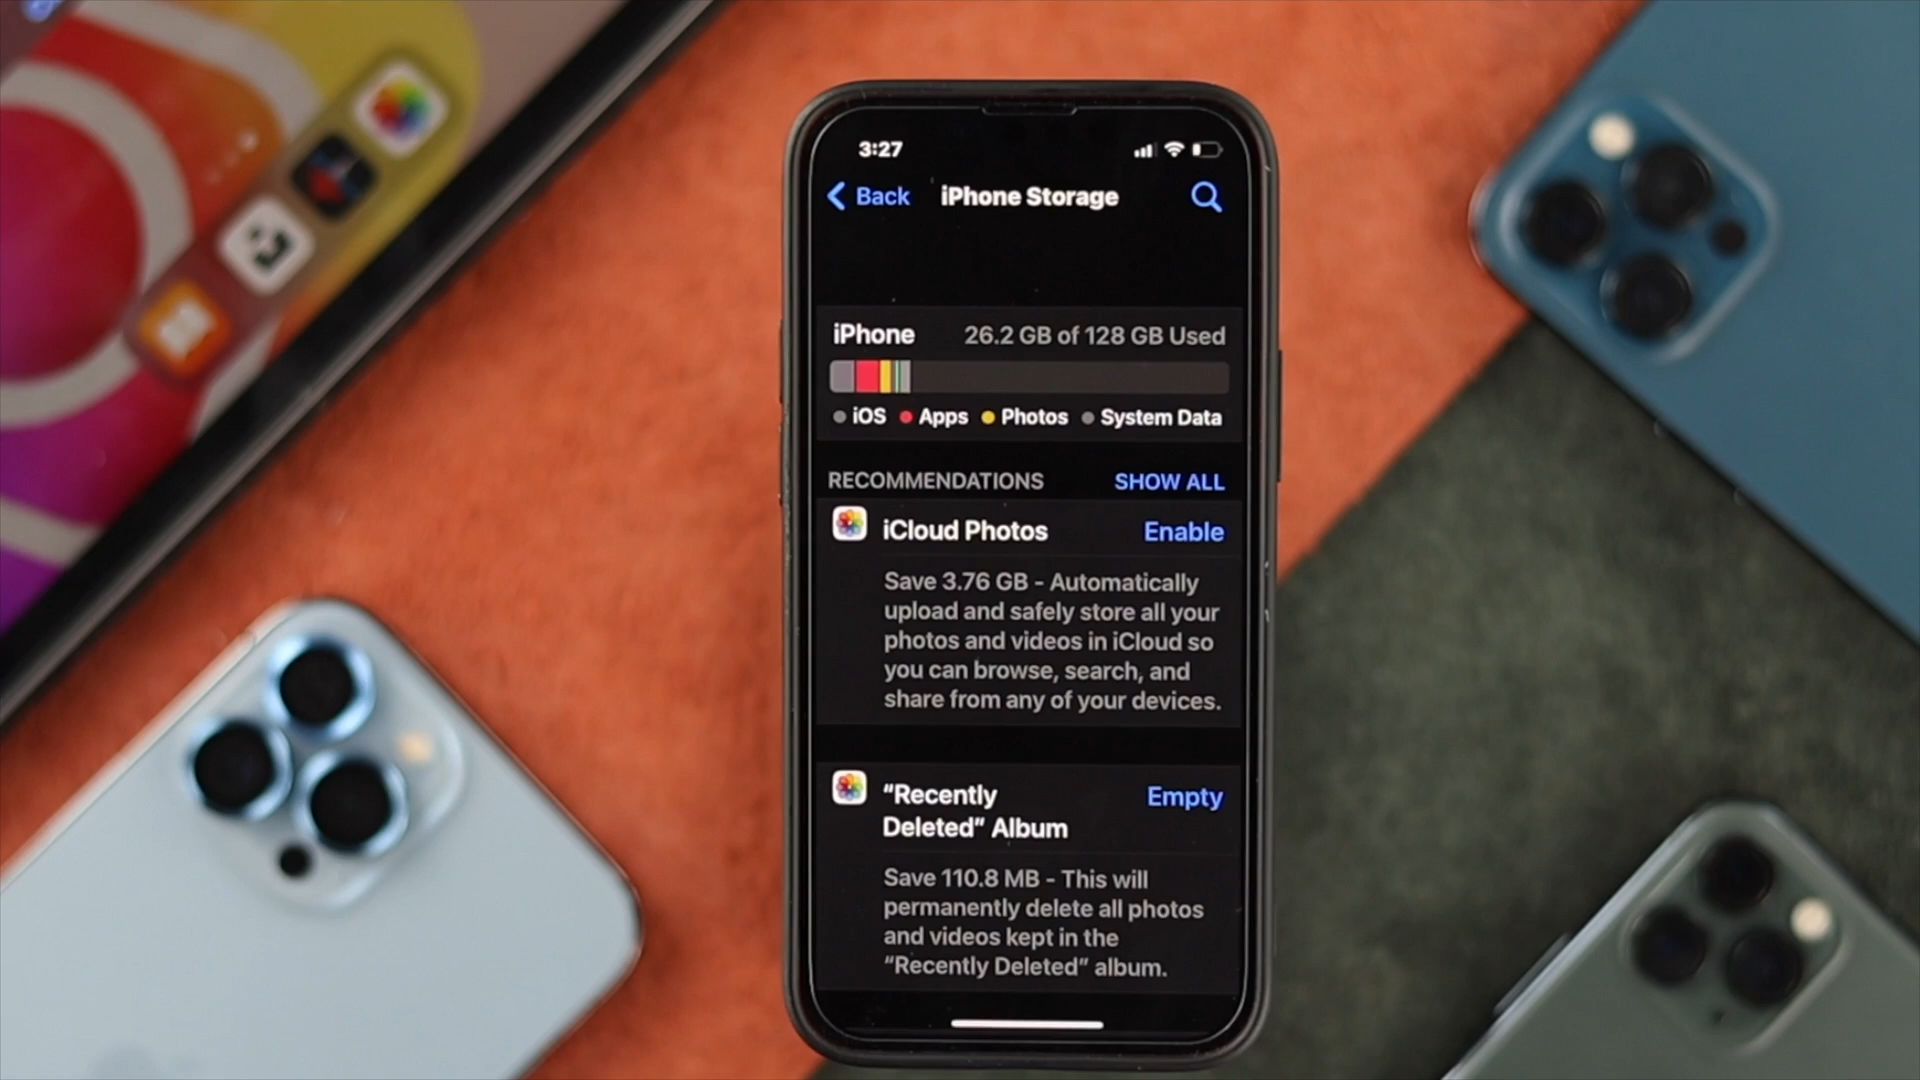 3:27
Back iPhone Storage
iPhone 26.2 GB of 128 GB Used
iOS Apps Photos System Data
RECOMMENDATIONS SHOW ALL
iCloud Photos Enable
Save 3.76 GB - Automatically
upload and safely store all your
photos and videos in iCloud so
you can browse, search, and
share from any of your devices.
“Recently Empty
Deleted” Album
Save 110.8 MB - This will
permanently delete all photos
and videos kept in the
“Recently Deleted” album.